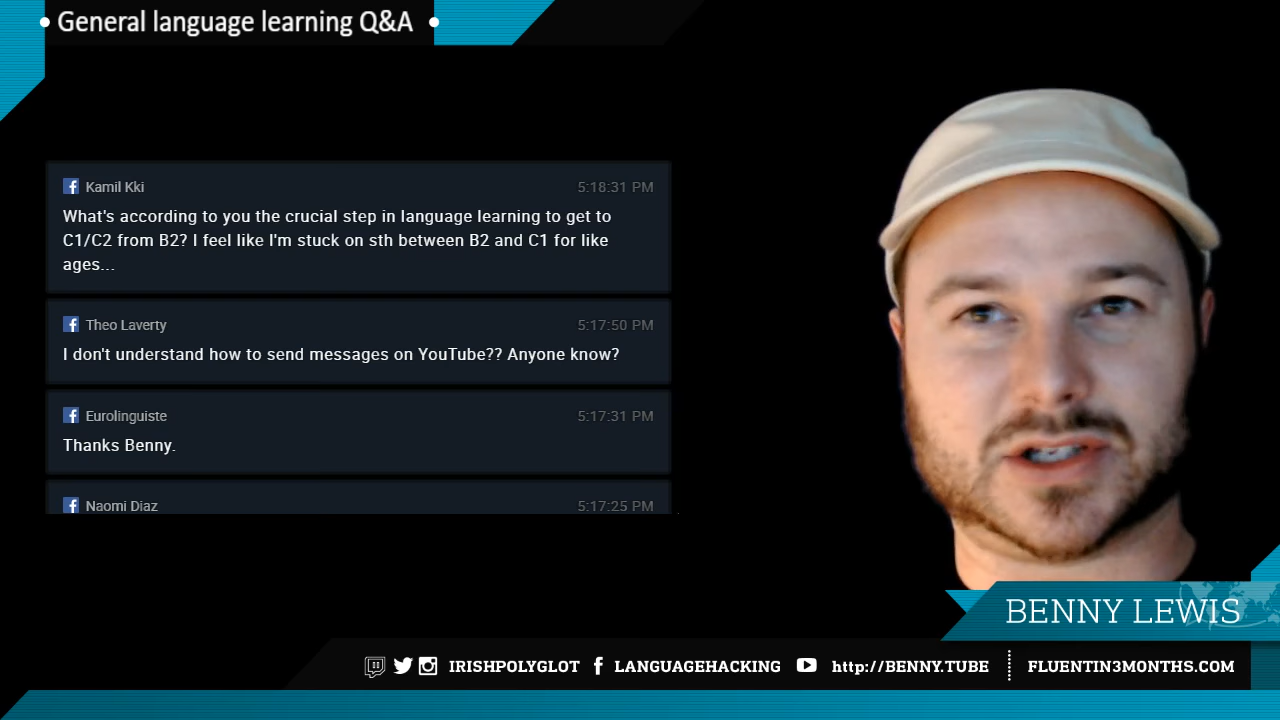 General language learning Q&A
Kamil Kki 5:18:31 PM
What's according to you the crucial step in language learning to get to
C1/C2 from B2? I feel like I'm stuck on sth between B2 and C1 for like
ages...
Theo Laverty 5:17:50 PM
I don't understand how to send messages on YouTube?? Anyone know?
Eurolinguiste 5:17:31 PM
Thanks Benny.
Naomi Diaz 5:17:25 PM
BENNY LEWIS
IRISHPOLYGLOT LANGUAGEHACKING http://BENNY.TUBE FLUENTIN3MONTHS.COM